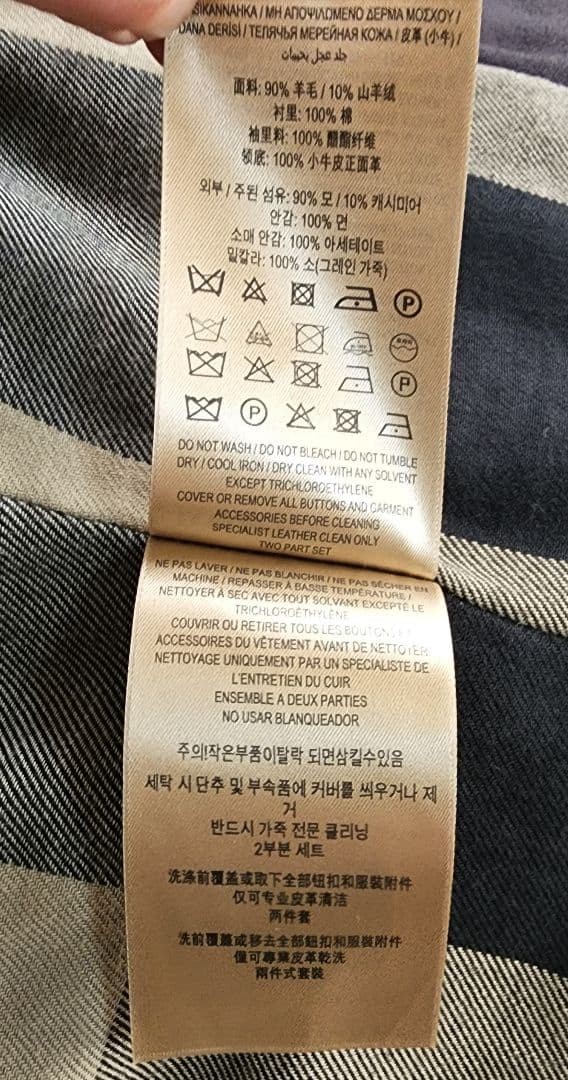 SIKANNAHKA / ΜΗ ΑΠΟΨΙΛΩΜΕΝΟ ΔΕΡΜΑ ΜΟΣΧΟΥ /
DANA DERİSİ / ТЕЛЯЧЬЯ МЕРЕЙНАЯ КОЖА / 皮革 (小牛) /
جلد عجل بحبيبات
面料: 90% 羊毛 / 10% 山羊绒
衬里: 100% 棉
袖里料: 100% 醋酯纤维
领底: 100% 小牛皮正面革
외부 / 주된 섬유: 90% 모 / 10% 캐시미어
안감: 100% 면
소매 안감: 100% 아세테이트
밑칼라: 100% 소(그레인 가죽)
P
P
P
DO NOT WASH / DO NOT BLEACH / DO NOT TUMBLE
DRY / COOL IRON / DRY CLEAN WITH ANY SOLVENT
EXCEPT TRICHLOROETHYLENE
COVER OR REMOVE ALL BUTTONS AND GARMENT
ACCESSORIES BEFORE CLEANING
SPECIALIST LEATHER CLEAN ONLY
TWO PART SET
NE PAS LAVER / NE PAS BLANCHIR / NE PAS SÉCHER EN
MACHINE / REPASSER À BASSE TEMPÉRATURE /
NETTOYER À SEC AVEC TOUT SOLVANT EXCEPTÉ LE
TRICHLOROÉTHYLÈNE
COUVRIR OU RETIRER TOUS LES BOUTONS ET
ACCESSOIRES DU VÊTEMENT AVANT DE NETTOYER
NETTOYAGE UNIQUEMENT PAR UN SPECIALISTE DE
L'ENTRETIEN DU CUIR
ENSEMBLE A DEUX PARTIES
NO USAR BLANQUEADOR
주의!작은부품이탈락 되면삼킬수있음
세탁 시 단추 및 부속품에 커버를 씌우거나 제
거
반드시 가죽 전문 클리닝
2부분 세트
洗涤前覆盖或取下全部钮扣和服裝附件
仅可专业皮革清洁
两件套
洗前覆蓋或移去全部鈕扣和服裝附件
僅可專業皮革乾洗
兩件式套裝